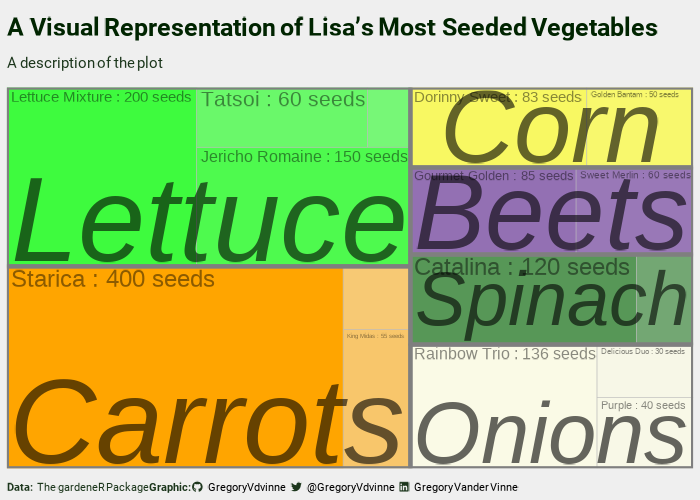 A Visual Representation of Lisa's Most Seeded Vegetables
A description of the plot
Lettuce Mixture : 200 seeds
Tatsoi : 60 seeds
Jericho Romaine : 150 seeds
Lettuce
Starica : 400 seeds
King Midas : 55 seeds
Carrots
Dorinny Sweet : 83 seeds
Golden Bantam : 50 seeds
Corn
Gourmet Golden : 85 seeds
Sweet Merlin : 60 seeds
Beets
Catalina : 120 seeds
Spinach
Rainbow Trio : 136 seeds
Delicious Duo : 30 seeds
Purple : 40 seeds
Onions
Data: The gardeneR Package Graphic: GregoryVdvinne @GregoryVdvinne GregoryVanderVinne